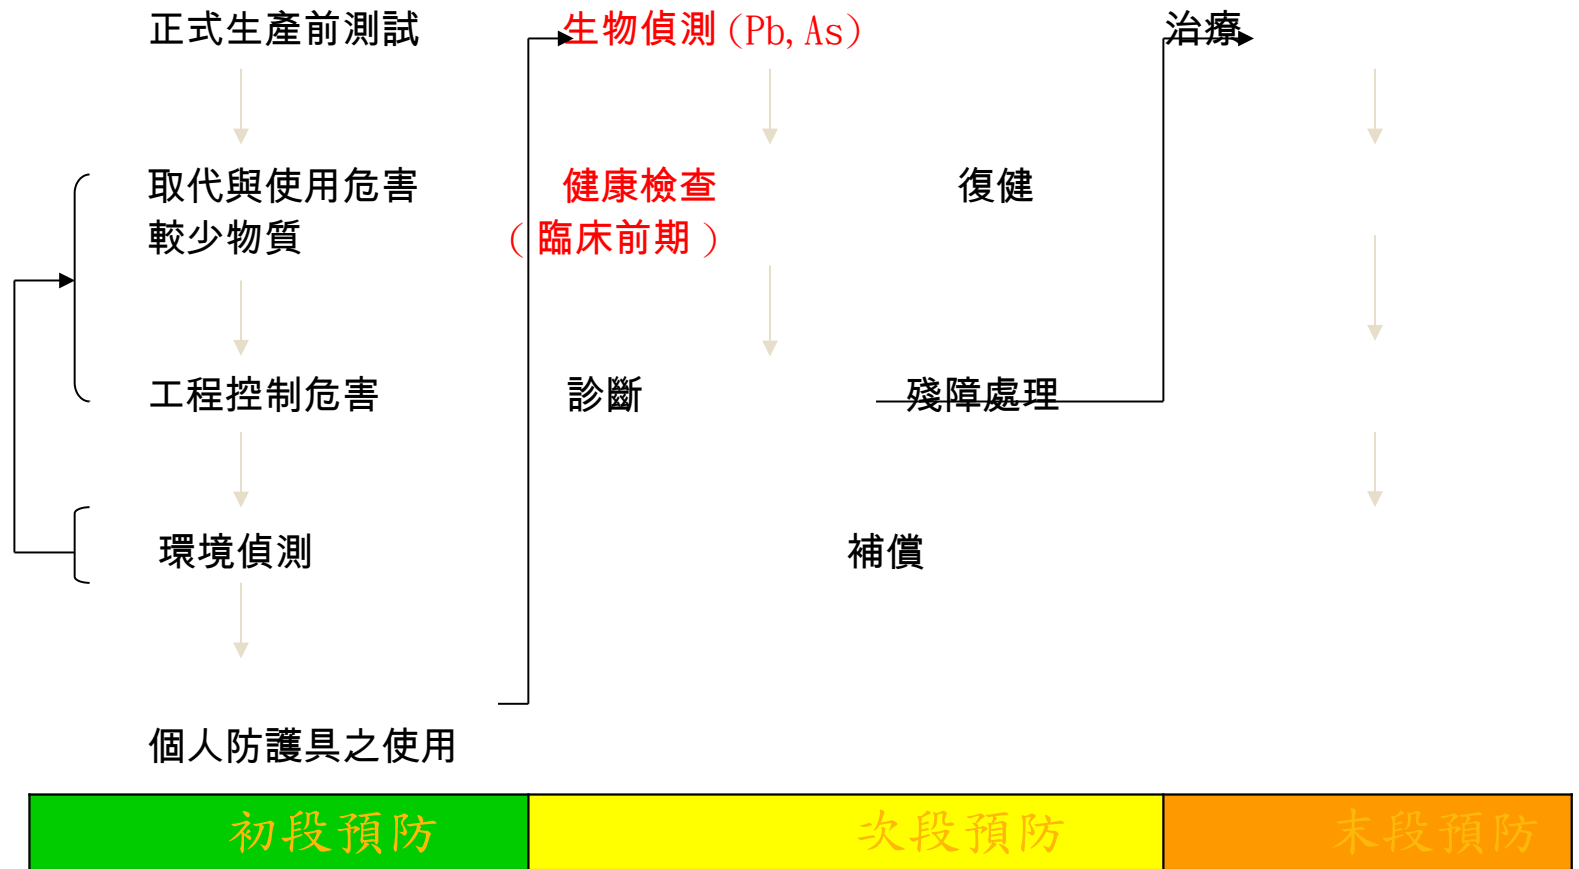 正式生產前測試 生物偵測(Pb,As) 治療
取代與使用危害 健康檢查 復健
較少物質 (臨床前期)
工程控制危害 診斷 殘障處理
環境偵測 補償
個人防護具之使用
初段預防 次段預防 末段預防